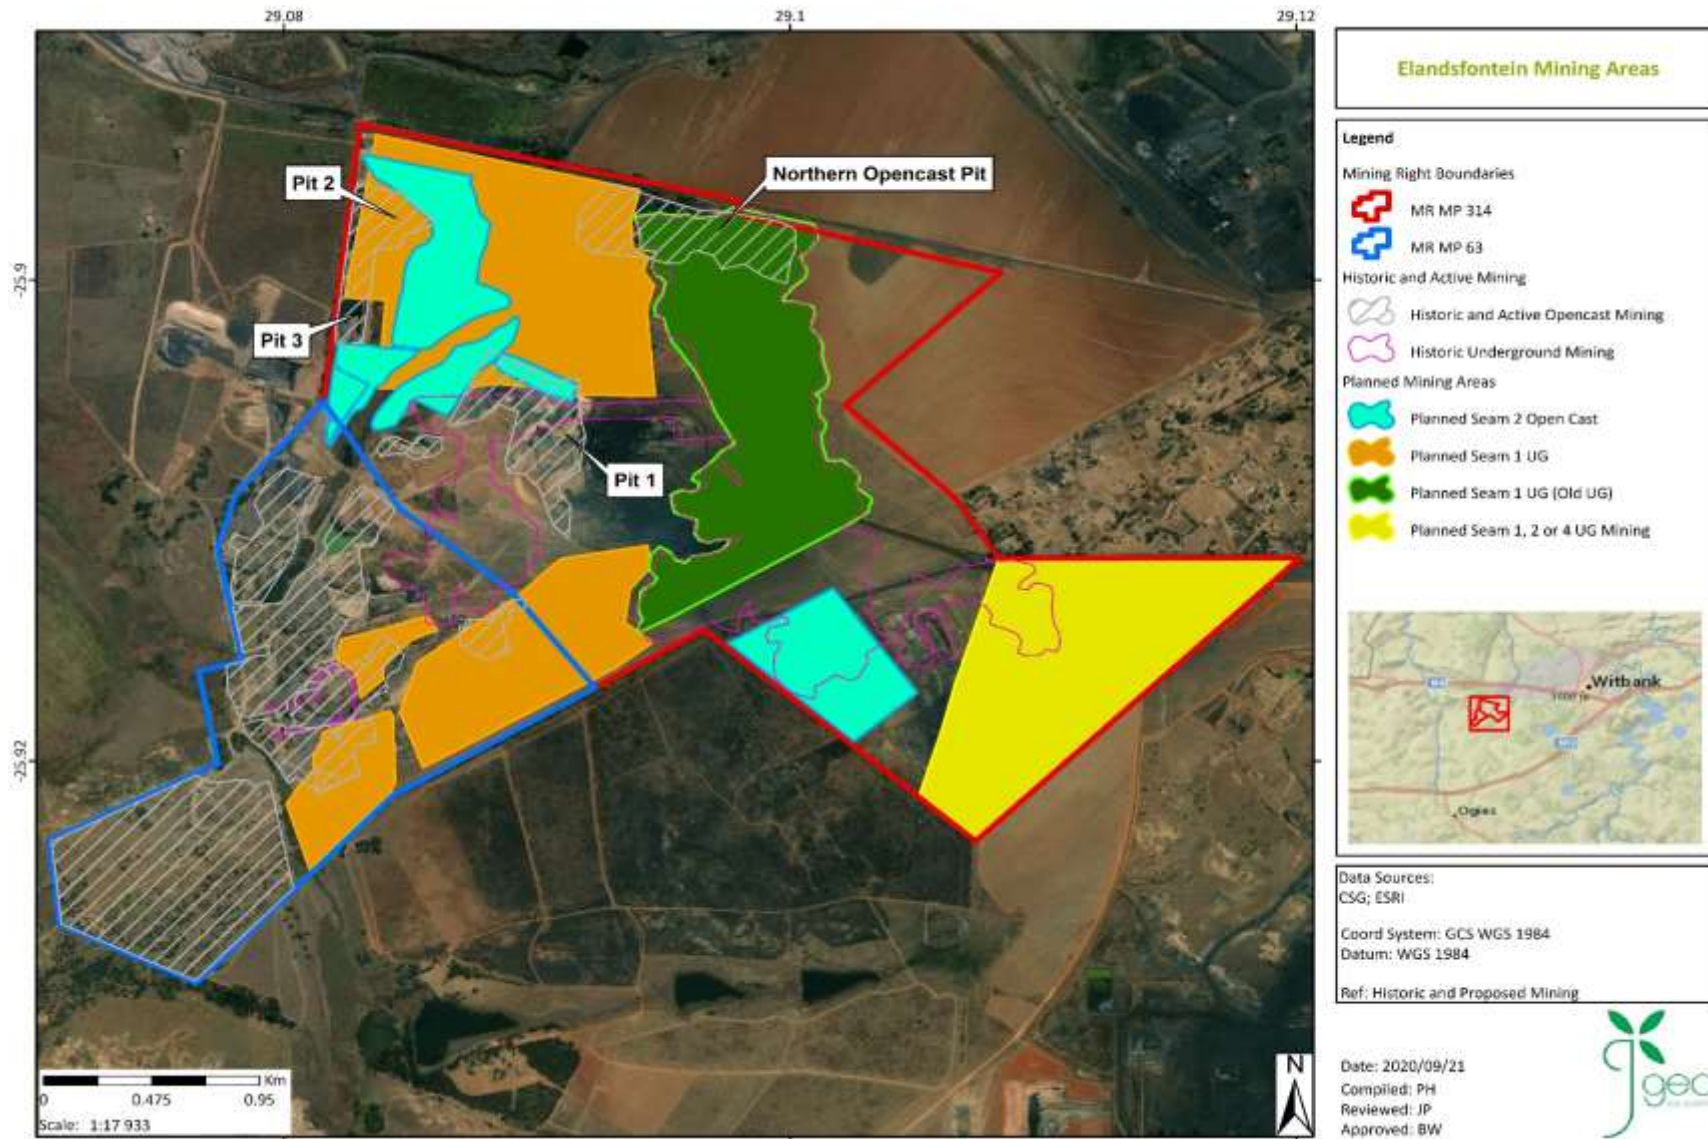 29.08
29.1
29.12
-25.9
-25.92
Pit 2
Northern Opencast Pit
Pit 3
Pit 1
Km
0
0.475
0.95
Scale: 1:17 933
N
Elandsfontein Mining Areas
Legend
Mining Right Boundaries
MR MP 314
MR MP 63
Historic and Active Mining
Historic and Active Opencast Mining
Historic Underground Mining
Planned Mining Areas
Planned Seam 2 Open Cast
Planned Seam 1 UG
Planned Seam 1 UG (Old UG)
Planned Seam 1, 2 or 4 UG Mining
Witbank
Ogies
Data Sources:
CSG; ESRI
Coord System: GCS WGS 1984
Datum: WGS 1984
Ref: Historic and Proposed Mining
Date: 2020/09/21
Compiled: PH
Reviewed: JP
Approved: BW